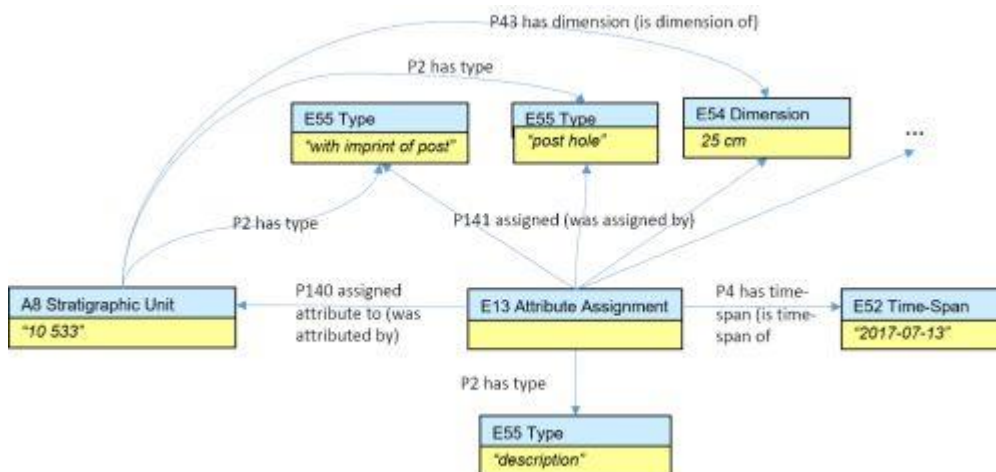 P43 has dimension (is dimension of)
P2 has type
E55 Type
"with imprint of post"
E55 Type
"post hole"
E54 Dimension
25 cm
...
P2 has type
P141 assigned (was assigned by)
A8 Stratigraphic Unit
"10 533"
P140 assigned
attribute to (was
attributed by)
E13 Attribute Assignment
P4 has time-
span (is time-
span of
E52 Time-Span
"2017-07-13"
P2 has type
E55 Type
"description"